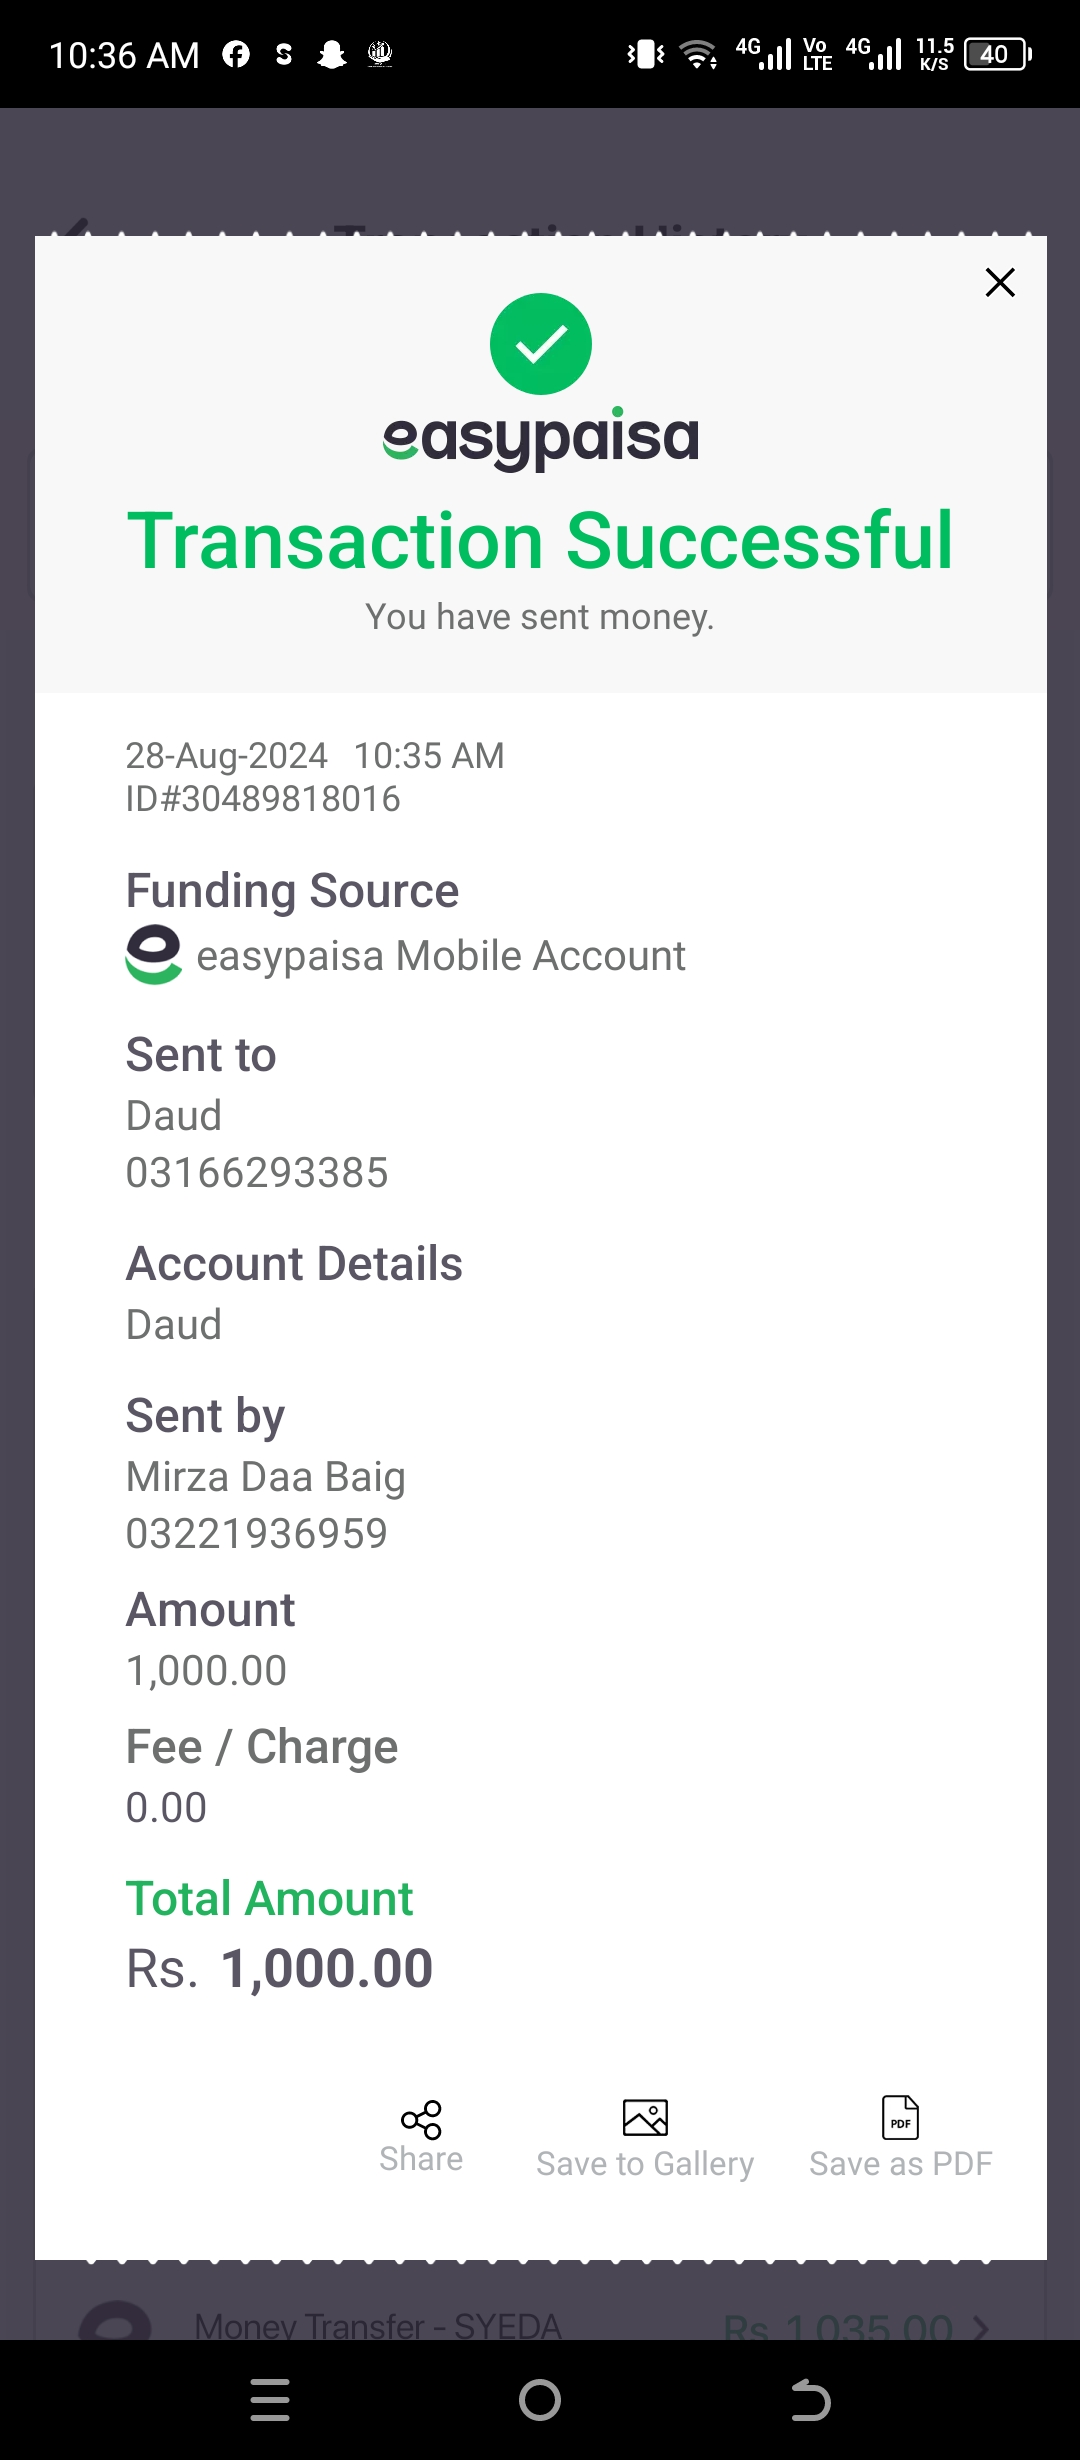 10:36 AM
4G
Vo
LTE
4G
11.5
K/S
40
easypaisa
Transaction Successful
You have sent money.
28-Aug-2024 10:35 AM
ID#30489818016
Funding Source
easypaisa Mobile Account
Sent to
Daud
03166293385
Account Details
Daud
Sent by
Mirza Daa Baig
03221936959
Amount
1,000.00
Fee / Charge
0.00
Total Amount
Rs. 1,000.00
Share
Save to Gallery
PDF
Save as PDF
Money Transfer - SYEDA
Rs. 1,035.00